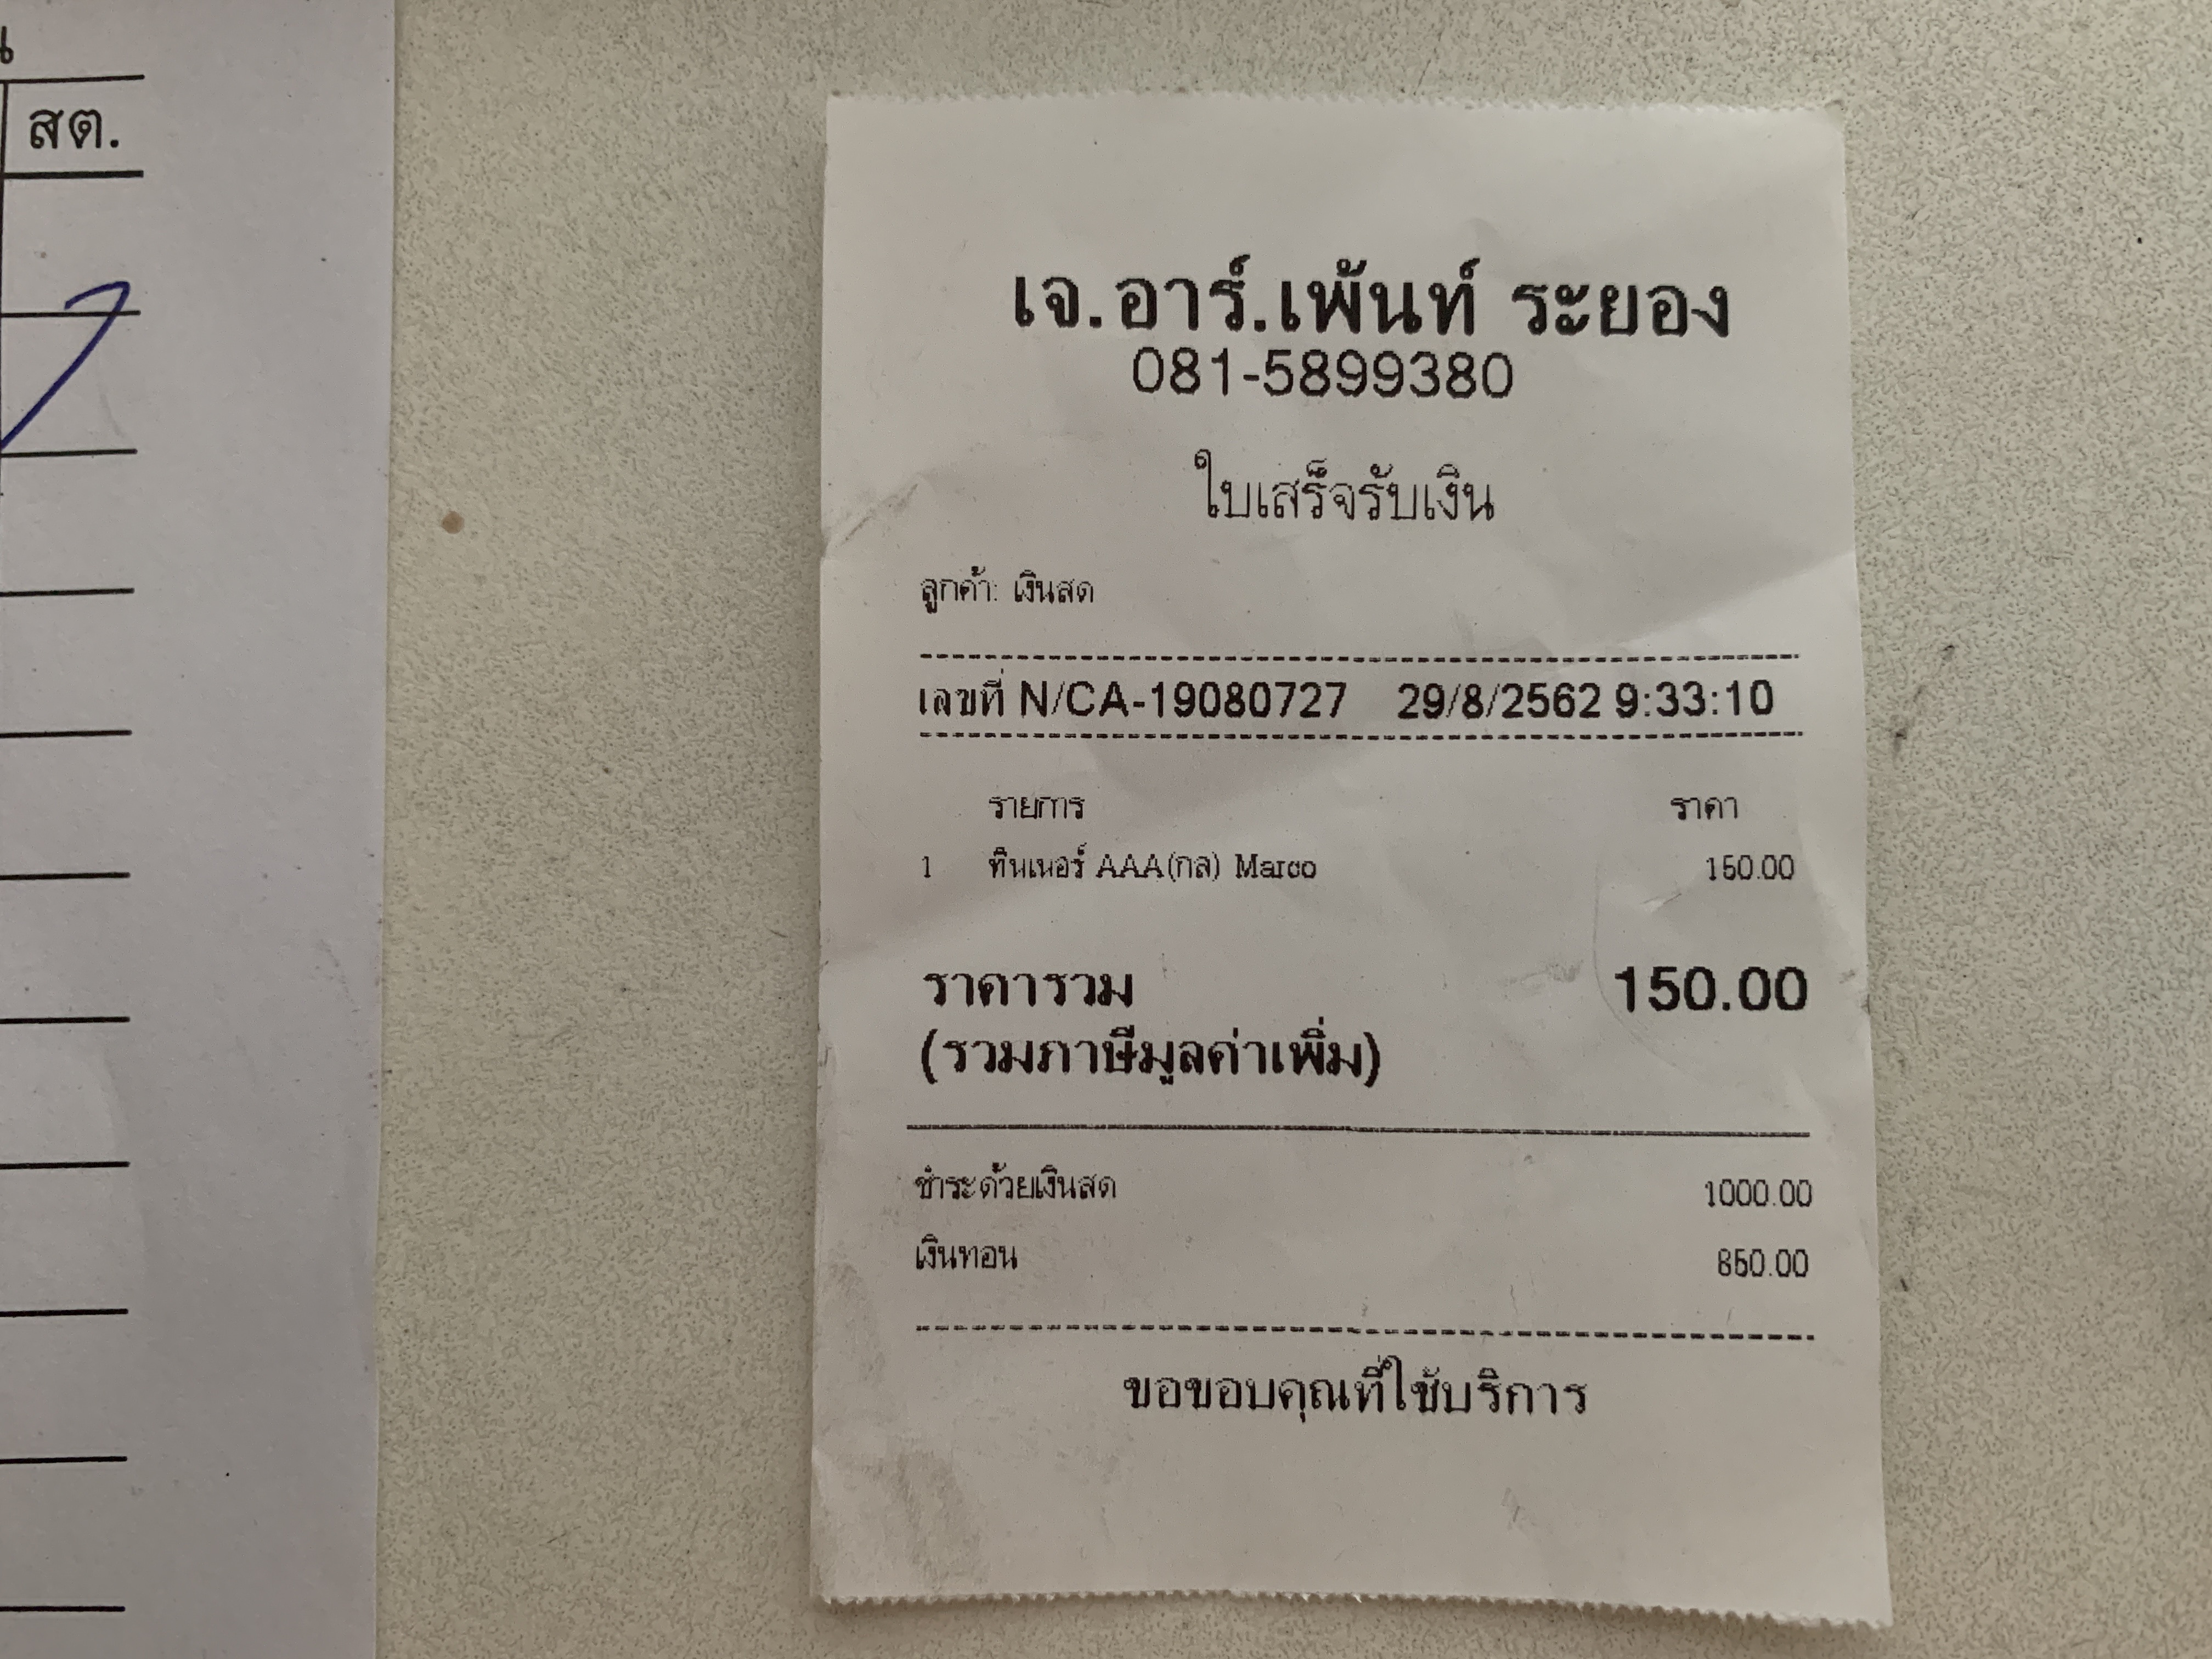 สต.
เจ.อาร์.เพ้นท์ ระยอง
081-5899380
ใบเสร็จรับเงิน
ลูกค้า: เงินสด
เลขที่ N/CA-19080727 29/8/2562 9:33:10
รายการ ราคา
1 ทินเนอร์ AAA(กล) Marco 150.00
ราคารวม 150.00
(รวมภาษีมูลค่าเพิ่ม)
ชำระด้วยเงินสด 1000.00
เงินทอน 850.00
ขอขอบคุณที่ใช้บริการ